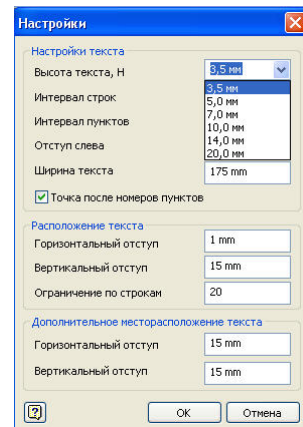 Настройки
Настройки текста
Высота текста, H 3,5 мм
3,5 мм
Интервал строк 5,0 мм
7,0 мм
Интервал пунктов 10,0 мм
14,0 мм
Отступ слева 20,0 мм
Ширина текста 175 mm
Точка после номеров пунктов
Расположение текста
Горизонтальный отступ 1 mm
Вертикальный отступ 15 mm
Ограничение по строкам 20
Дополнительное месторасположение текста
Горизонтальный отступ 15 mm
Вертикальный отступ 15 mm
? OK Отмена